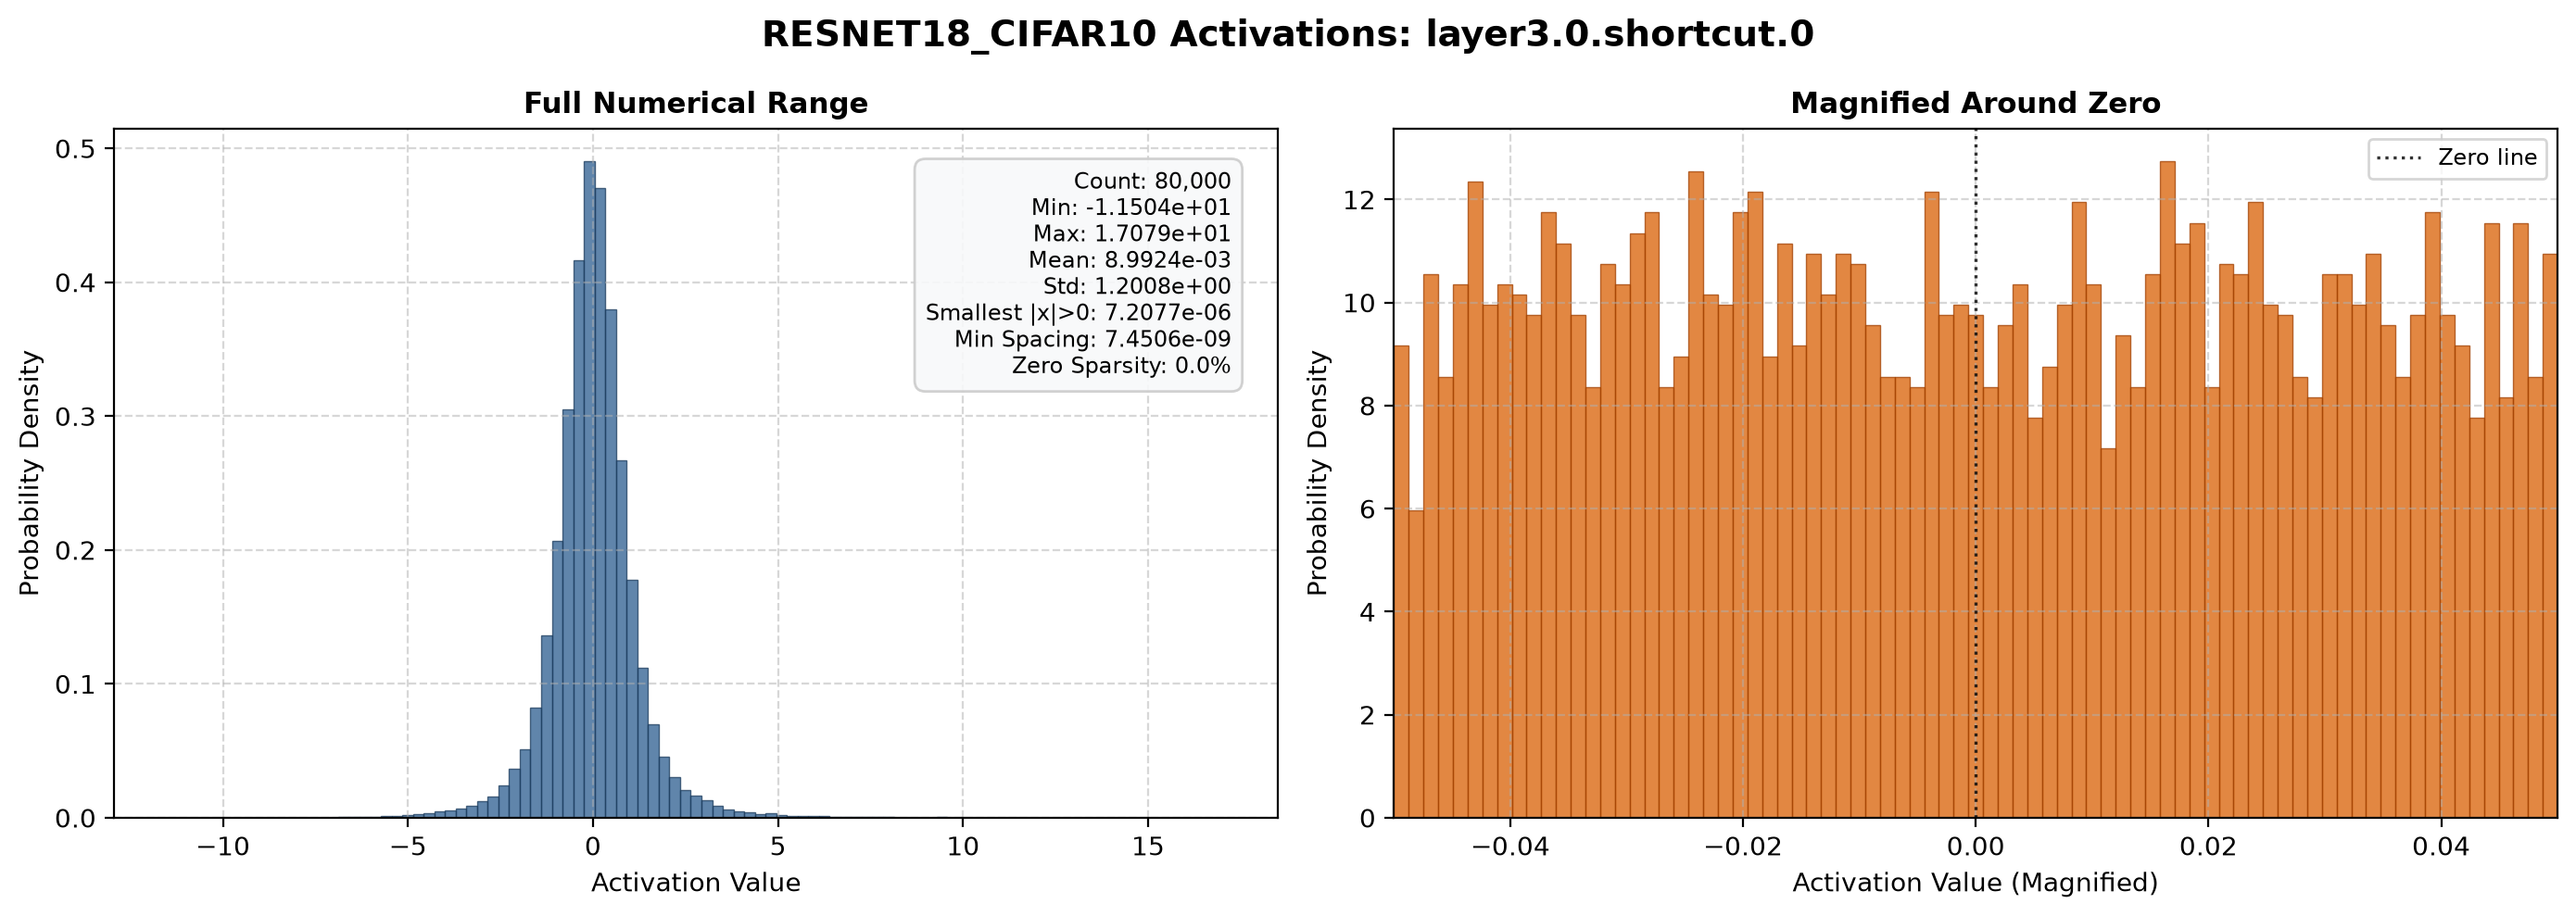 RESNET18_CIFAR10 Activations: layer3.0.shortcut.0
Full Numerical Range
Probability Density
0.5
0.4
0.3
0.2
0.1
0.0
Count: 80,000
Min: -1.1504e+01
Max: 1.7079e+01
Mean: 8.9924e-03
Std: 1.2008e+00
Smallest |x|>0: 7.2077e-06
Min Spacing: 7.4506e-09
Zero Sparsity: 0.0%
−10 −5 0 5 10 15
Activation Value
Magnified Around Zero
Probability Density
12
10
8
6
4
2
0
Zero line
−0.04 −0.02 0.00 0.02 0.04
Activation Value (Magnified)